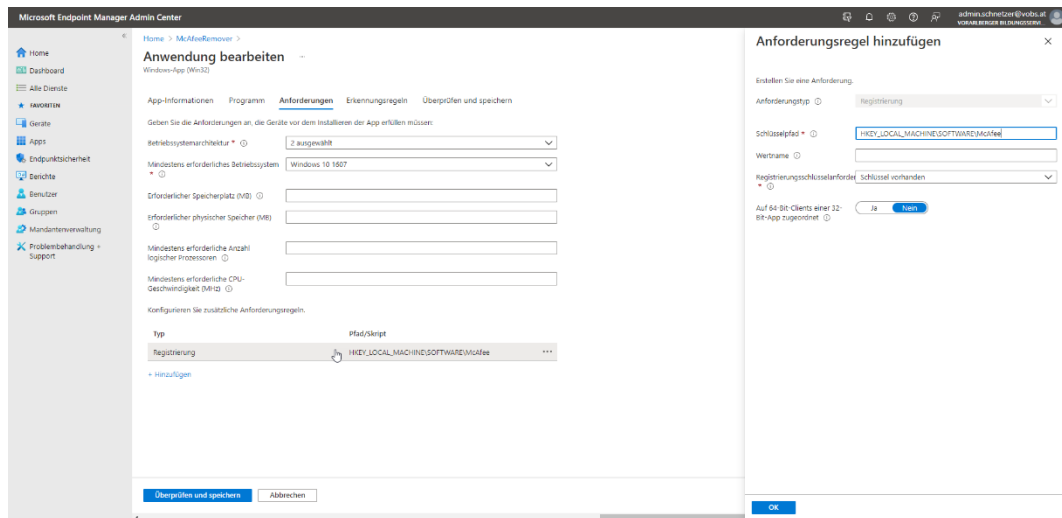 Microsoft Endpoint Manager Admin Center
admin.schnetzer@vobs.at
VORARLBERGER BILDUNGSSERVI...
Home
Dashboard
Alle Dienste
FAVORITEN
Geräte
Apps
Endpunktsicherheit
Berichte
Benutzer
Gruppen
Mandantenverwaltung
Problembehandlung +
Support
Home > McAfeeRemover >
Anwendung bearbeiten ...
Windows-App (Win32)
App-Informationen Programm Anforderungen Erkennungsregeln Überprüfen und speichern
Geben Sie die Anforderungen an, die Geräte vor dem Installieren der App erfüllen müssen:
Betriebssystemarchitektur * 2 ausgewählt
Mindestens erforderliches Betriebssystem Windows 10 1607
*
Erforderlicher Speicherplatz (MB)
Erforderlicher physischer Speicher (MB)
Mindestens erforderliche Anzahl
logischer Prozessoren
Mindestens erforderliche CPU-
Geschwindigkeit (MHz)
Konfigurieren Sie zusätzliche Anforderungsregeln.
Typ Pfad/Skript
Registrierung HKEY_LOCAL_MACHINE\SOFTWARE\McAfee ...
+ Hinzufügen
Überprüfen und speichern Abbrechen
Anforderungsregel hinzufügen
Erstellen Sie eine Anforderung.
Anforderungstyp Registrierung
Schlüsselpfad * HKEY_LOCAL_MACHINE\SOFTWARE\McAfee
Wertname
Registrierungsschlüsselanforder Schlüssel vorhanden
*
Auf 64-Bit-Clients einer 32- Ja Nein
Bit-App zugeordnet
OK